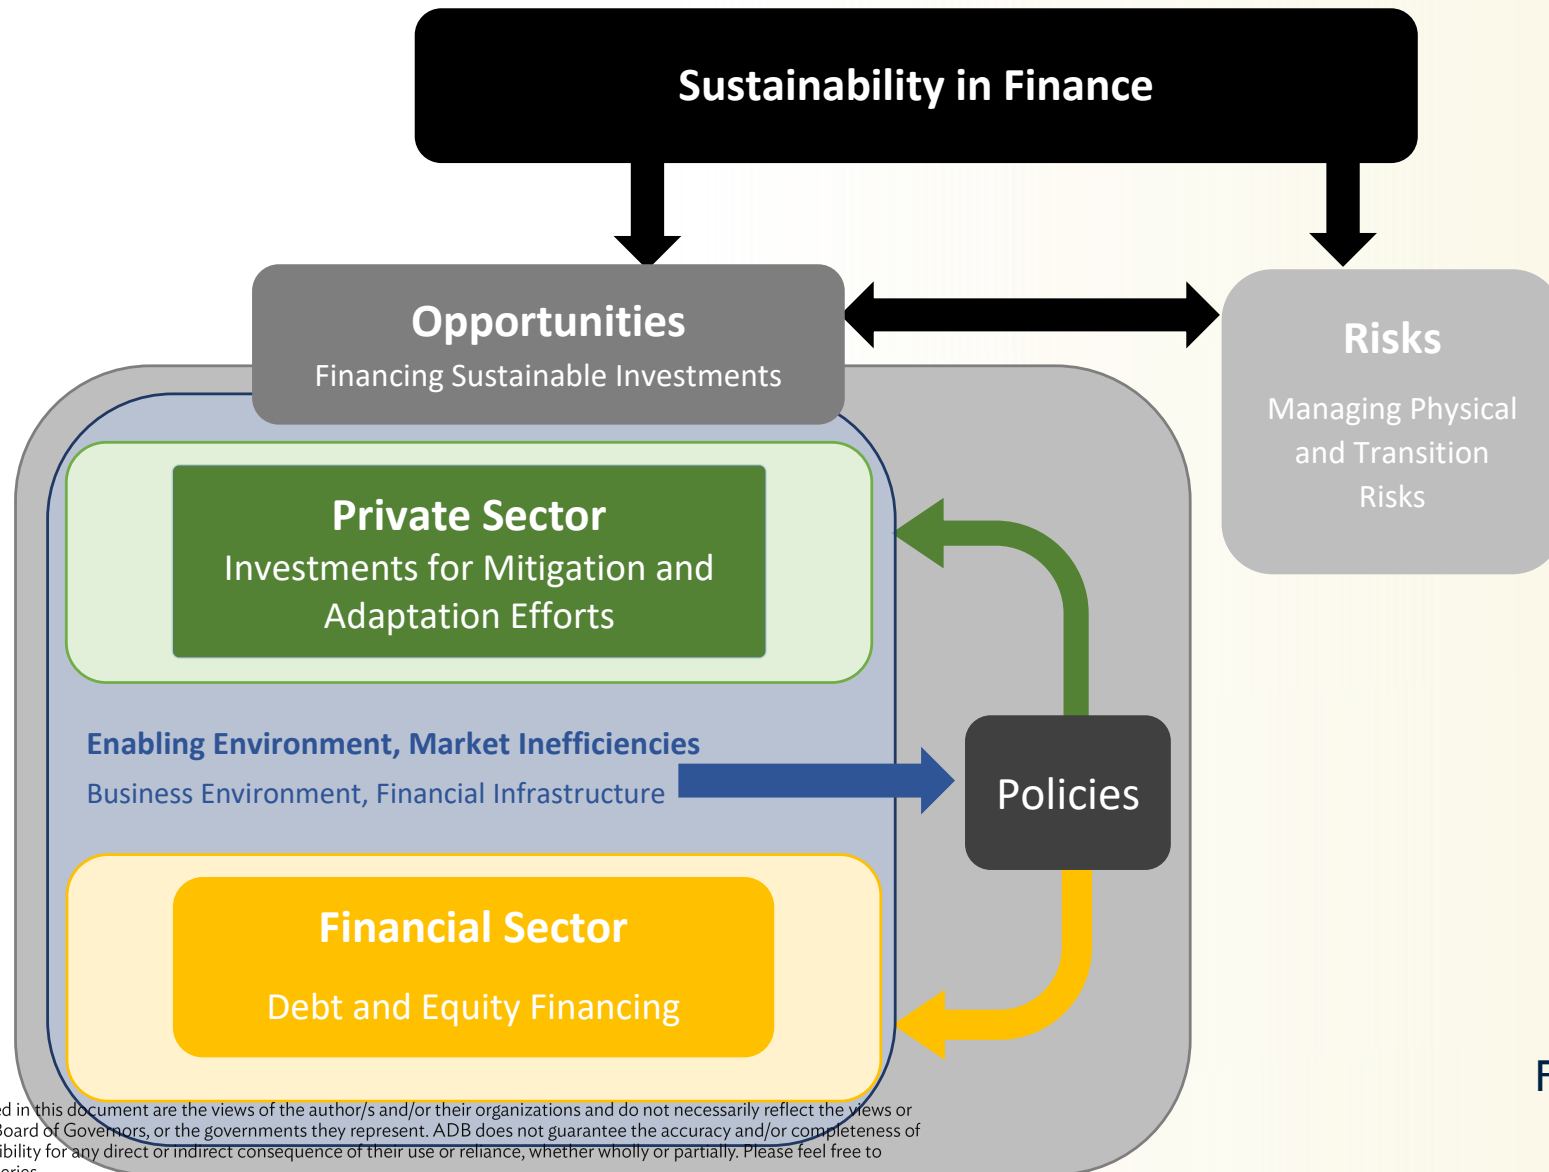 Sustainability in Finance
Opportunities
Financing Sustainable Investments
Risks
Managing Physical
and Transition
Risks
Private Sector
Investments for Mitigation and
Adaptation Efforts
Enabling Environment, Market Inefficiencies
Business Environment, Financial Infrastructure
Policies
Financial Sector
Debt and Equity Financing
F
in this document are the views of the author/s and/or their organizations and do not necessarily reflect the views or
Board of Governors, or the governments they represent. ADB does not guarantee the accuracy and/or completeness of
for any direct or indirect consequence of their use or reliance, whether wholly or partially. Please feel free to